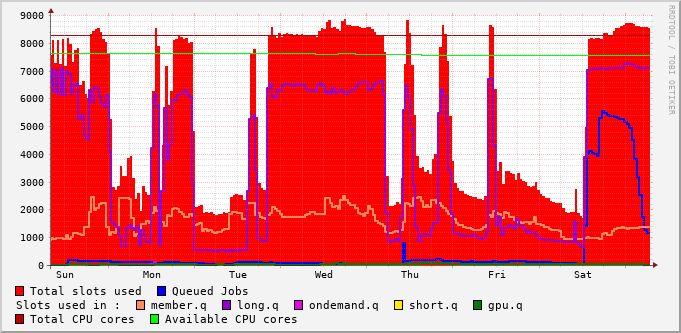 9000
8000
7000
6000
5000
4000
3000
2000
1000
0
Sun Mon Tue Wed Thu Fri Sat
RRDTOOL / TOBI OETIKER
Total slots used Queued Jobs
Slots used in : member.q long.q ondemand.q short.q gpu.q
Total CPU cores Available CPU cores